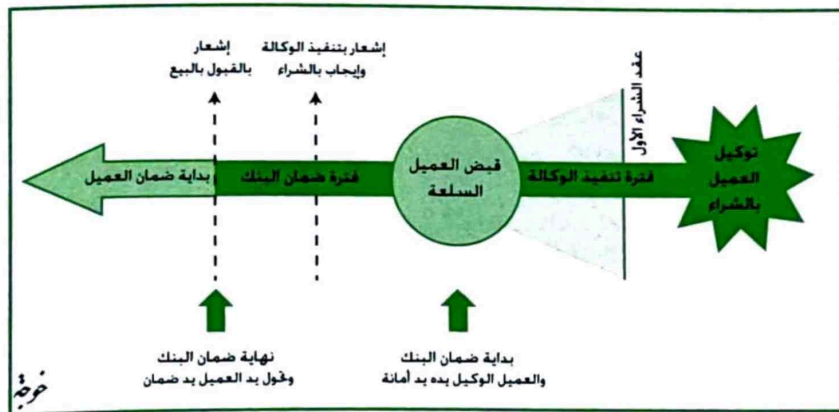 إشعار
بالقبول بالبيع
إشعار بتنفيذ الوكالة
وإيجاب بالشراء
عقد الشراء الأول
توكيل
العميل
بالشراء
فترة تنفيذ الوكالة
قبض العميل
السلعة
فترة ضمان البنك
بداية ضمان العميل
بداية ضمان البنك
والعميل الوكيل يده يد أمانة
نهاية ضمان البنك
وتحول يد العميل يد ضمان